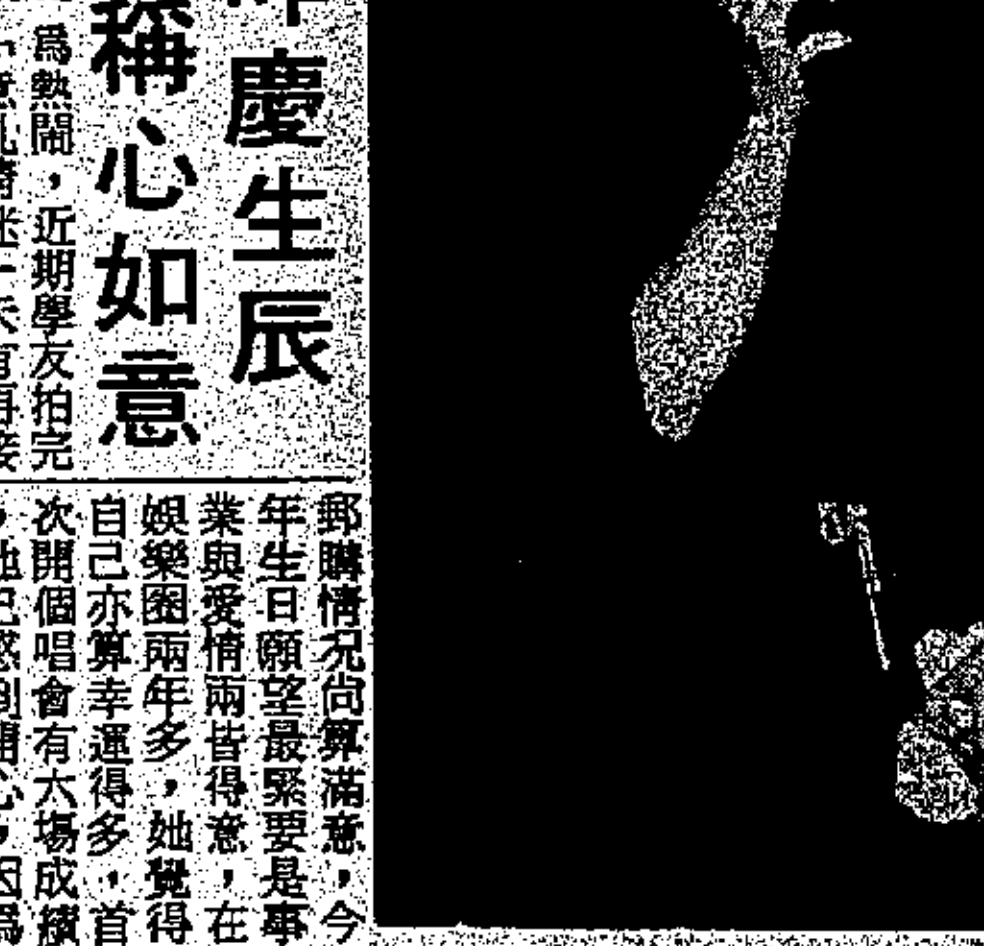 慶生辰
稱心如意
為熱鬧，近期學友拍完
郵購情況尚算滿意，今
年生日願望最緊要是事
業與愛情兩皆得意，在
娛樂圈兩年多，她覺得
自己亦算幸運得多，首
次開個唱會有太塲成績